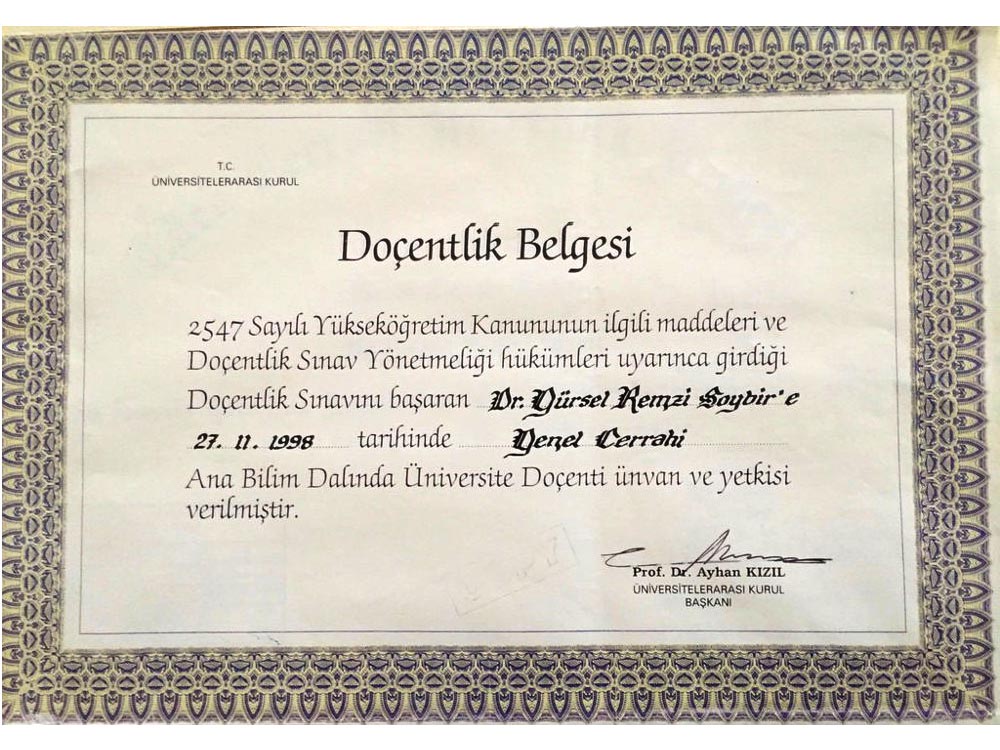 T.C.
ÜNİVERSİTELERARASI KURUL
Doçentlik Belgesi
2547 Sayılı Yükseköğretim Kanununun ilgili maddeleri ve
Doçentlik Sınav Yönetmeliği hükümleri uyarınca girdiği
Doçentlik Sınavını başaran Dr. Gürsel Remzi Soybir'e
27. 11. 1998 tarihinde Genel Cerrahi
Ana Bilim Dalında Üniversite Doçenti ünvan ve yetkisi
verilmiştir.
Prof. Dr. Ayhan KIZIL
ÜNİVERSİTELERARASI KURUL
BAŞKANI